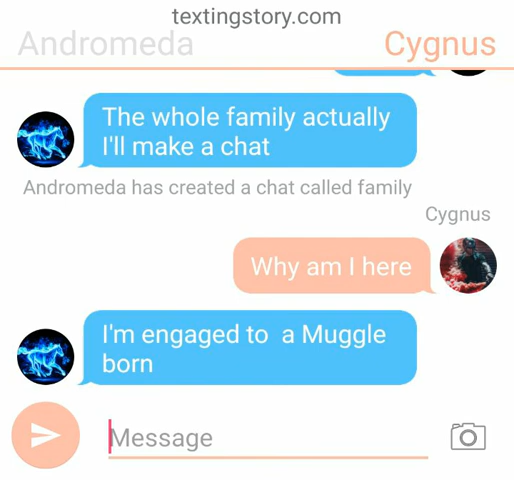 textingstory.com
Andromeda Cygnus
The whole family actually
I'll make a chat
Andromeda has created a chat called family
Cygnus
Why am I here
I'm engaged to  a Muggle
born
Message